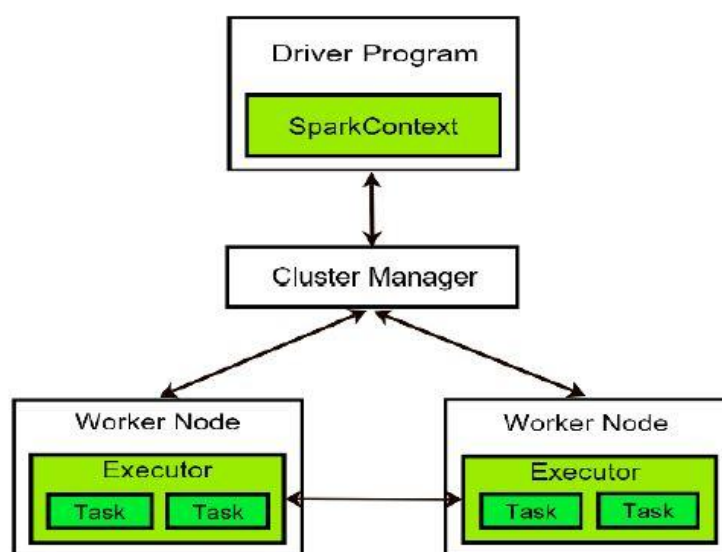 Driver Program
SparkContext
Cluster Manager
Worker Node
Executor
Task Task
Worker Node
Executor
Task Task